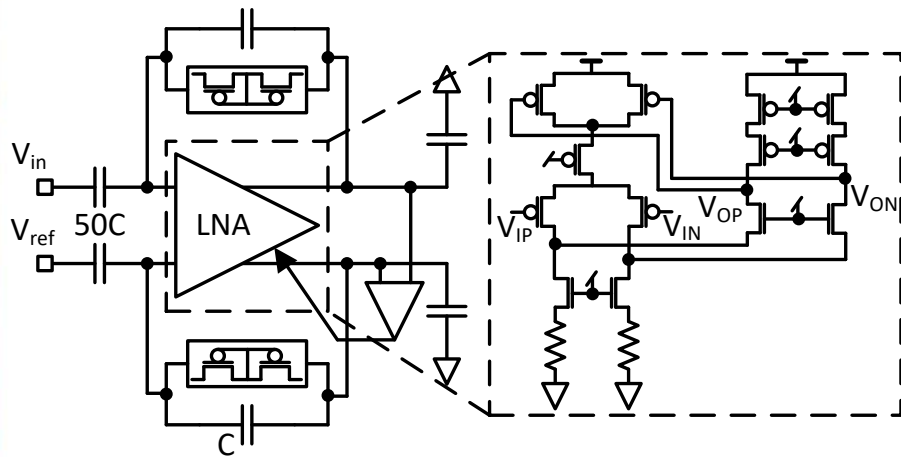 V_in
50C
LNA
V_ref
C
V_IP
V_IN
V_OP
V_ON